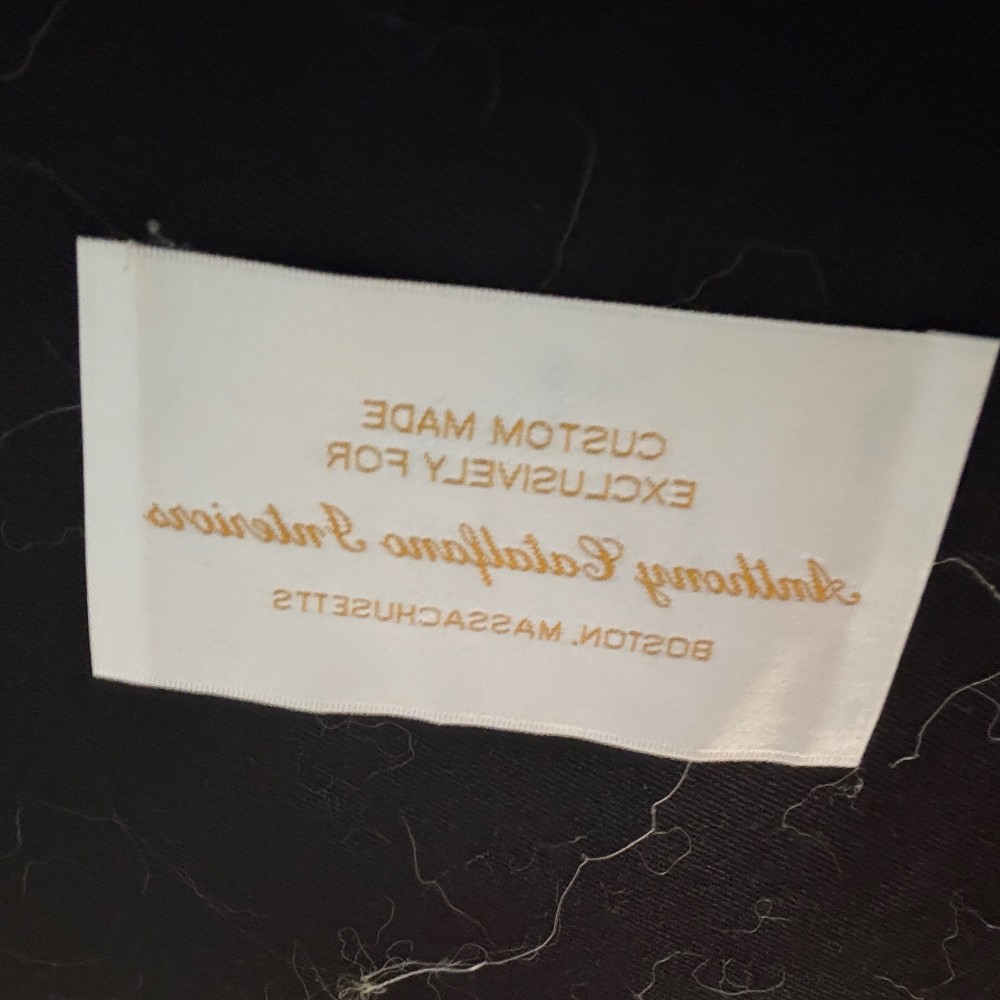 CUSTOM MADE
EXCLUSIVELY FOR
Anthony Catalfano Interiors
BOSTON, MASSACHUSETTS